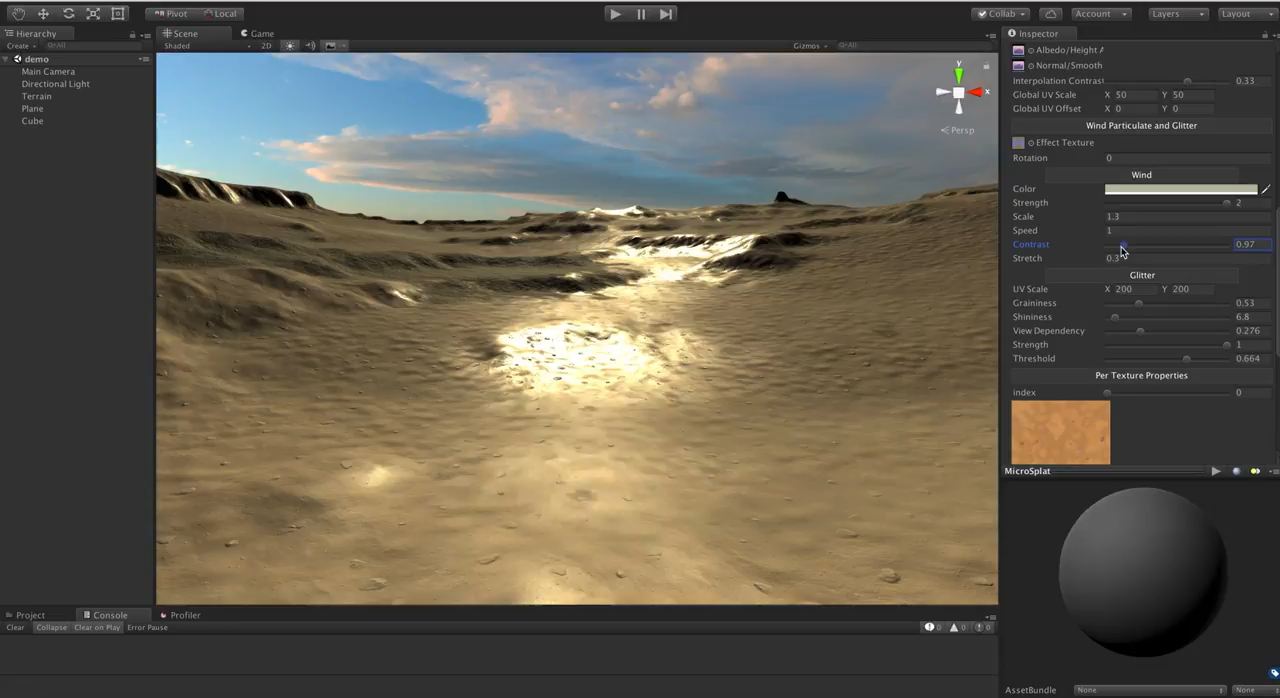 Pivot Local Collab Account Layers Layout
Hierarchy
Create All
demo
Main Camera
Directional Light
Terrain
Plane
Cube
Scene Game
Shaded 2D Gizmos All
y
x
Persp
Inspector
Albedo/Height A
Normal/Smooth
Interpolation Contrast 0.33
Global UV Scale X 50 Y 50
Global UV Offset X 0 Y 0
Wind Particulate and Glitter
Effect Texture
Rotation 0
Wind
Color
Strength 2
Scale 1.3
Speed 1
Contrast 0.97
Stretch 0.3
Glitter
UV Scale X 200 Y 200
Graininess 0.53
Shininess 6.8
View Dependency 0.276
Strength 1
Threshold 0.664
Per Texture Properties
index 0
MicroSplat
AssetBundle None None
Project Console Profiler
Clear Collapse Clear on Play Error Pause 0 0 0